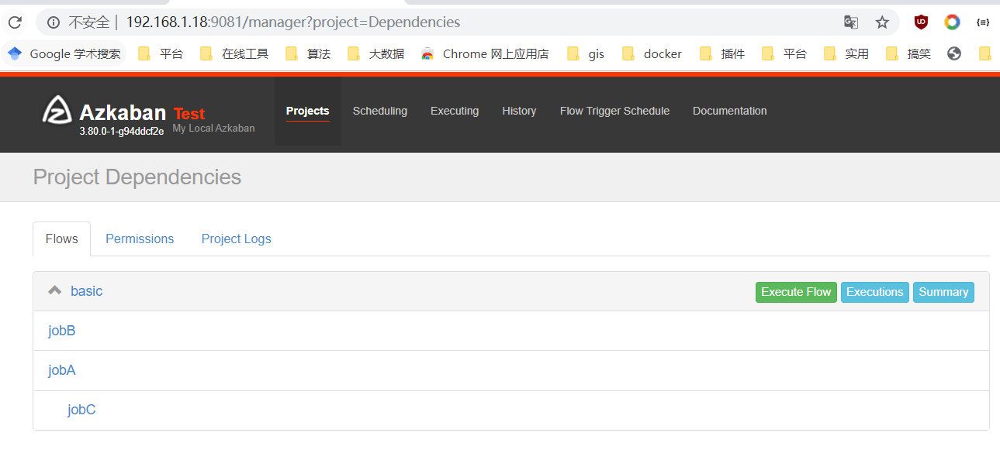 不安全 | 192.168.1.18:9081/manager?project=Dependencies
Google 学术搜索 平台 在线工具 算法 大数据 Chrome 网上应用店 gis docker 插件 平台 实用 搞笑
Azkaban Test
3.80.0-1-g94ddcf2e My Local Azkaban
Projects Scheduling Executing History Flow Trigger Schedule Documentation
Project Dependencies
Flows Permissions Project Logs
basic Execute Flow Executions Summary
jobB
jobA
jobC